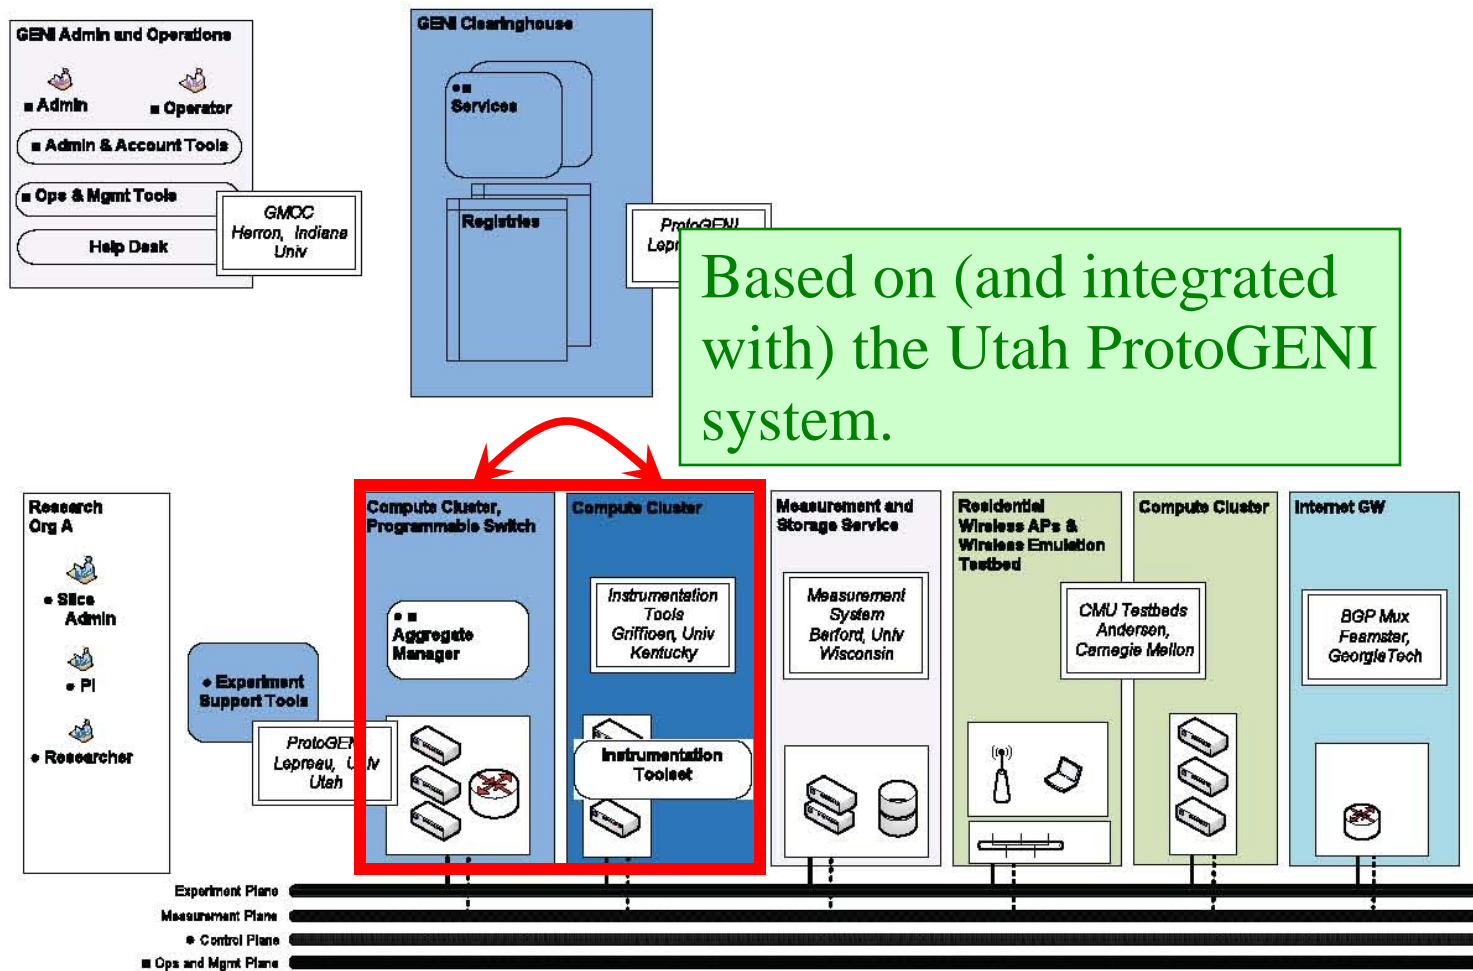 GENI Admin and Operations
■ Admin
■ Operator
■ Admin & Account Tools
■ Ops & Mgmt Tools
Help Desk
GMOC
Herron, Indiana
Univ
GENI Clearinghouse
● ■
Services
Registries
ProtoGENI
Based on (and integrated
with) the Utah ProtoGENI
system.
Research
Org A
● Slice
Admin
● PI
● Researcher
● Experiment
Support Tools
ProtoGENI
Lepreau, Univ
Utah
Compute Cluster,
Programmable Switch
● ■
Aggregate
Manager
Compute Cluster
Instrumentation
Tools
Griffioen, Univ
Kentucky
Instrumentation
Toolset
Measurement and
Storage Service
Measurement
System
Barford, Univ
Wisconsin
Residential
Wireless APs &
Wireless Emulation
Testbed
Compute Cluster
CMU Testbeds
Andersen,
Carnegie Mellon
Internet GW
BGP Mux
Feamster,
GeorgiaTech
Experiment Plane
Measurement Plane
● Control Plane
■ Ops and Mgmt Plane